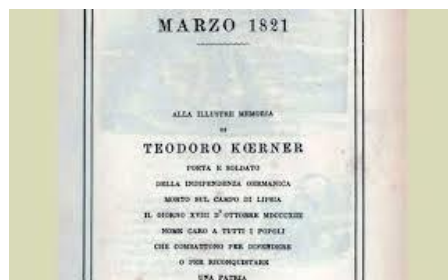 MARZO 1821
ALLA ILLUSTRE MEMORIA
DI
TEODORO KŒRNER
POETA E SOLDATO
DELLA INDIPENDENZA GERMANICA
MORTO SUL CAMPO DI LIPSIA
IL GIORNO XVIII D'OTTOBRE MDCCCXIII
NOME CARO A TUTTI I POPOLI
CHE COMBATTONO PER DIFENDERE
O PER RICONQUISTARE
UNA PATRIA